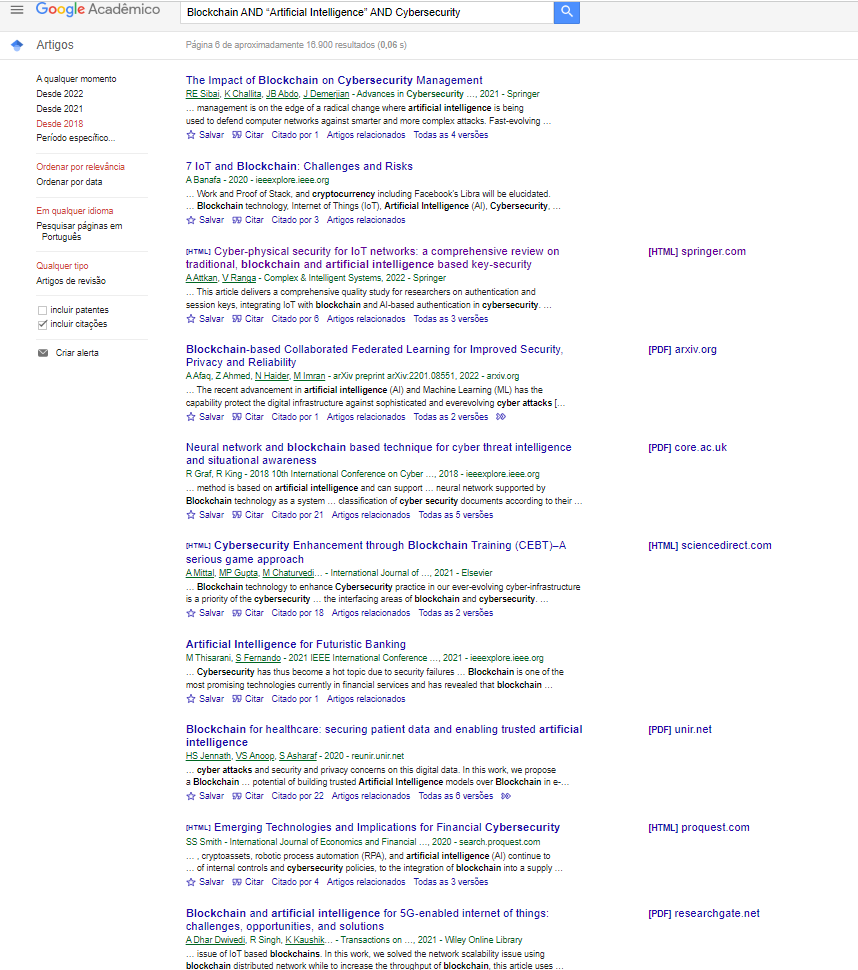 Google Acadêmico
Blockchain AND “Artificial Intelligence” AND Cybersecurity
Artigos
Página 6 de aproximadamente 16.900 resultados (0,06 s)
A qualquer momento
Desde 2022
Desde 2021
Desde 2018
Período específico...
Ordenar por relevância
Ordenar por data
Em qualquer idioma
Pesquisar páginas em
Português
Qualquer tipo
Artigos de revisão
incluir patentes
incluir citações
Criar alerta
The Impact of Blockchain on Cybersecurity Management
RE Sibai, K Challita, JB Abdo, J Demerjian - Advances in Cybersecurity …, 2021 - Springer
… management is on the edge of a radical change where artificial intelligence is being
used to defend computer networks against smarter and more complex attacks. Fast-evolving …
Salvar Citar Citado por 1 Artigos relacionados Todas as 4 versões
7 IoT and Blockchain: Challenges and Risks
A Banafa - 2020 - ieeexplore.ieee.org
… Work and Proof of Stack, and cryptocurrency including Facebook's Libra will be elucidated.
… Blockchain technology, Internet of Things (IoT), Artificial Intelligence (AI), Cybersecurity, …
Salvar Citar Citado por 3 Artigos relacionados
[HTML] Cyber-physical security for IoT networks: a comprehensive review on
traditional, blockchain and artificial intelligence based key-security
A Attkan, V Ranga - Complex & Intelligent Systems, 2022 - Springer
… This article delivers a comprehensive quality study for researchers on authentication and
session keys, integrating IoT with blockchain and AI-based authentication in cybersecurity. …
Salvar Citar Citado por 6 Artigos relacionados Todas as 3 versões
[HTML] springer.com
Blockchain-based Collaborated Federated Learning for Improved Security,
Privacy and Reliability
A Afaq, Z Ahmed, N Haider, M Imran - arXiv preprint arXiv:2201.08551, 2022 - arxiv.org
… The recent advancement in artificial intelligence (AI) and Machine Learning (ML) has the
capability protect the digital infrastructure against sophisticated and everevolving cyber attacks [...
Salvar Citar Citado por 1 Artigos relacionados Todas as 2 versões
[PDF] arxiv.org
Neural network and blockchain based technique for cyber threat intelligence
and situational awareness
R Graf, R King - 2018 10th International Conference on Cyber …, 2018 - ieeexplore.ieee.org
… method is based on artificial intelligence and can support … neural network supported by
Blockchain technology as a system … classification of cyber security documents according to their …
Salvar Citar Citado por 21 Artigos relacionados Todas as 5 versões
[PDF] core.ac.uk
[HTML] Cybersecurity Enhancement through Blockchain Training (CEBT)–A
serious game approach
A Mittal, MP Gupta, M Chaturvedi… - International Journal of …, 2021 - Elsevier
… Blockchain technology to enhance Cybersecurity practice in our ever-evolving cyber-infrastructure
is a priority of the cybersecurity … the interfacing areas of blockchain and cybersecurity. …
Salvar Citar Citado por 18 Artigos relacionados Todas as 2 versões
[HTML] sciencedirect.com
Artificial Intelligence for Futuristic Banking
M Thisarani, S Fernando - 2021 IEEE International Conference …, 2021 - ieeexplore.ieee.org
… Cybersecurity has thus become a hot topic due to security failures … Blockchain is one of the
most promising technologies currently in financial services and has revealed that blockchain …
Salvar Citar Citado por 1 Artigos relacionados
Blockchain for healthcare: securing patient data and enabling trusted artificial
intelligence
HS Jennath, VS Anoop, S Asharaf - 2020 - reunir.unir.net
… cyber attacks and security and privacy concerns on this digital data. In this work, we propose
a Blockchain … potential of building trusted Artificial Intelligence models over Blockchain in e-…
Salvar Citar Citado por 22 Artigos relacionados Todas as 6 versões
[PDF] unir.net
[HTML] Emerging Technologies and Implications for Financial Cybersecurity
SS Smith - International Journal of Economics and Financial …, 2020 - search.proquest.com
… , cryptoassets, robotic process automation (RPA), and artificial intelligence (AI) continue to
… of internal controls and cybersecurity policies, to the integration of blockchain into a supply …
Salvar Citar Citado por 4 Artigos relacionados Todas as 3 versões
[HTML] proquest.com
Blockchain and artificial intelligence for 5G-enabled internet of things:
challenges, opportunities, and solutions
A Dhar Dwivedi, R Singh, K Kaushik… - Transactions on …, 2021 - Wiley Online Library
… issue of IoT based blockchains. In this work, we solved the network scalability issue using
blockchain distributed network while to increase the throughput of blockchain, this article uses …
[PDF] researchgate.net